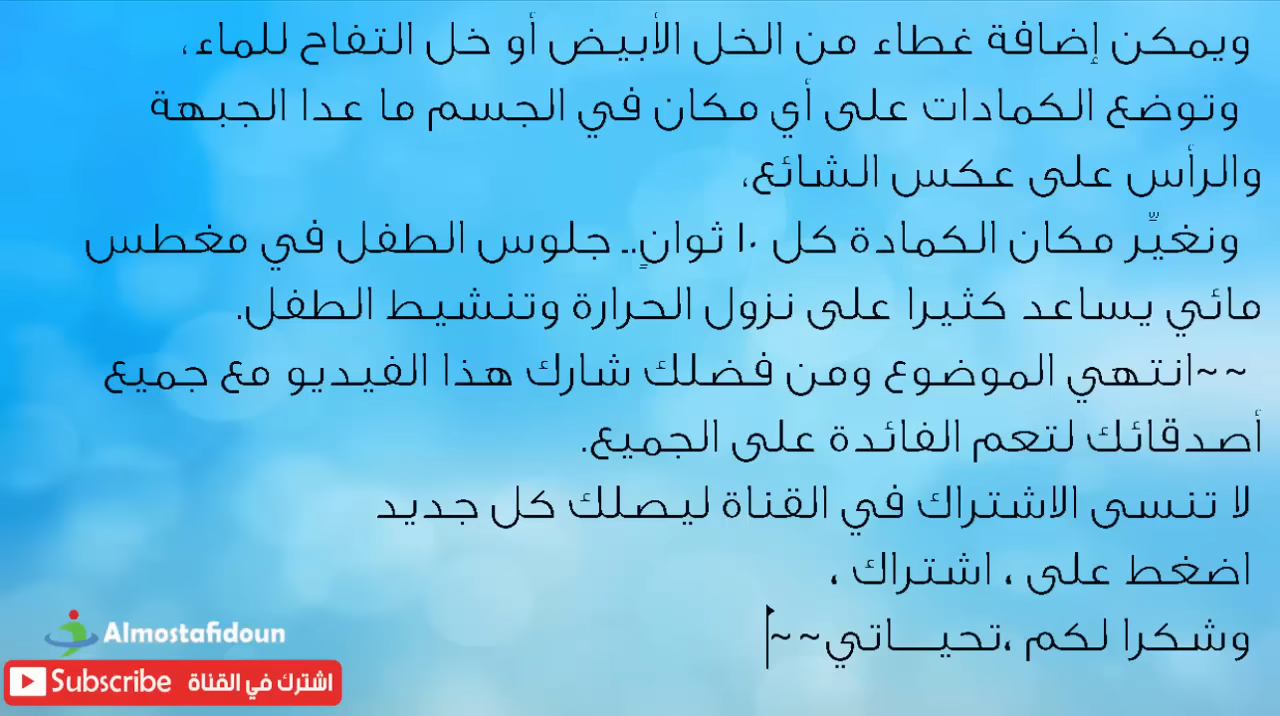 ويمكن إضافة غطاء من الخل الأبيض أو خل التفاح للماء،
وتوضع الكمادات على أي مكان في الجسم ما عدا الجبهة
والرأس على عكس الشائع،
ونغيّر مكان الكمادة كل ١٠ ثوانٍ.. جلوس الطفل في مغطس
مائي يساعد كثيرا على نزول الحرارة وتنشيط الطفل.
~~انتهي الموضوع ومن فضلك شارك هذا الفيديو مع جميع
أصدقائك لتعم الفائدة على الجميع.
لا تنسى الاشتراك في القناة ليصلك كل جديد
اضغط على ، اشتراك ،
وشكرا لكم ،تحيـــاتي~~
Almostafidoun
Subscribe اشترك في القناة